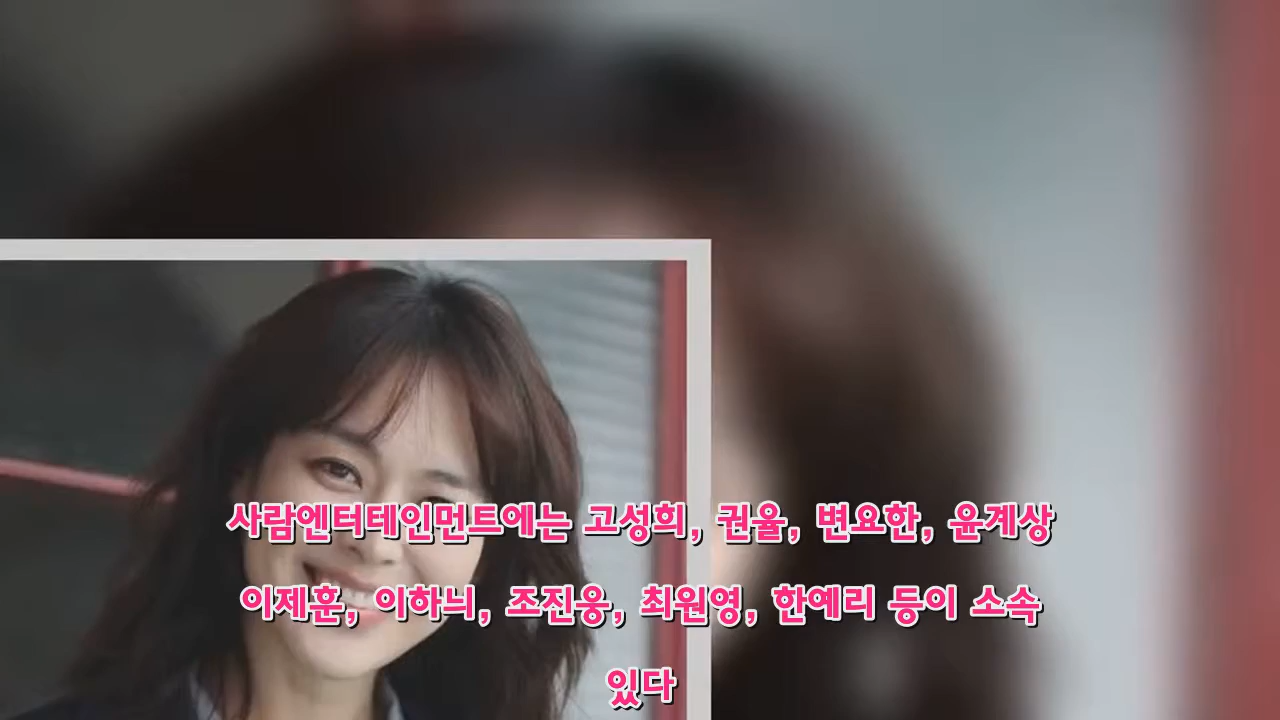 사람엔터테인먼트에는 고성희, 권율, 변요한, 윤계상
이제훈, 이하늬, 조진웅, 최원영, 한예리 등이 소속
있다